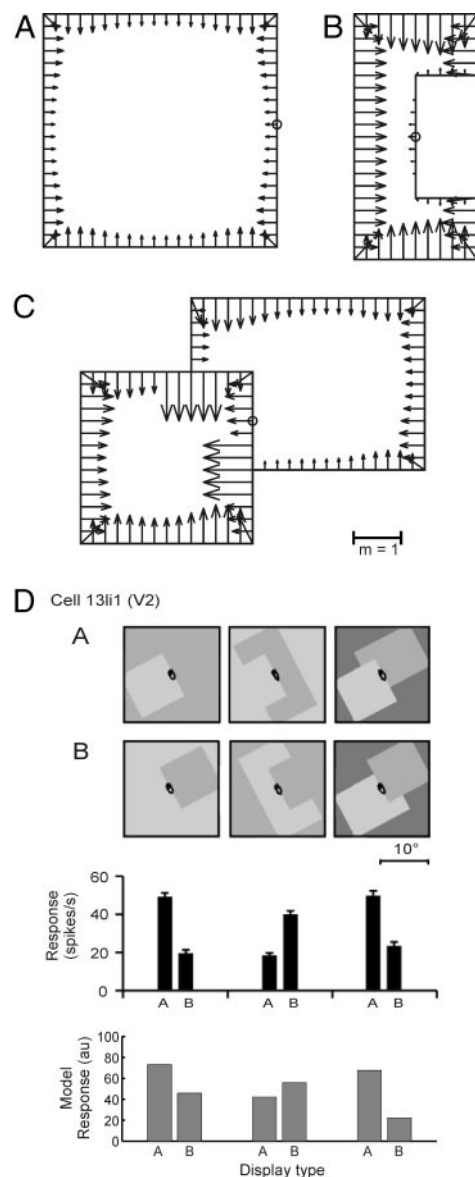 A
B
C
m = 1
D Cell 13li1 (V2)
A
B
10°
60
40
20
0
Response
(spikes/s)
A B A B A B
100
80
60
40
20
0
Model
Response (au)
A B A B A B
Display type